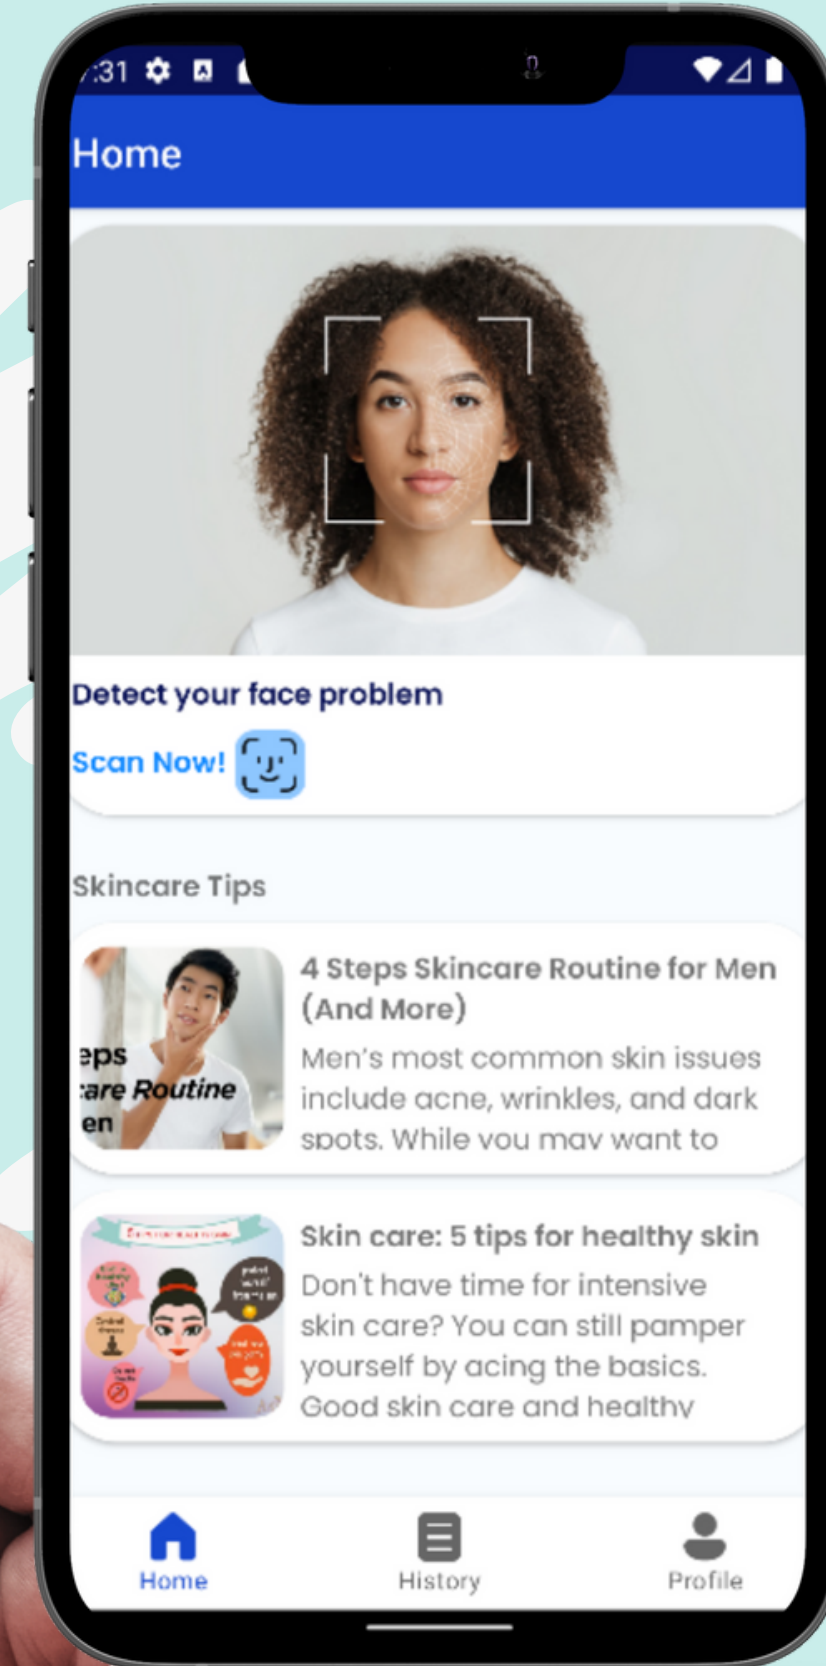 :31
Home
Detect your face problem
Scan Now!
Skincare Tips
4 Steps Skincare Routine for Men
(And More)
eps
are Routine
en
Men's most common skin issues
include acne, wrinkles, and dark
spots. While you may want to
Skin care: 5 tips for healthy skin
Don't have time for intensive
skin care? You can still pamper
yourself by acing the basics.
Good skin care and healthy
Home
History
Profile